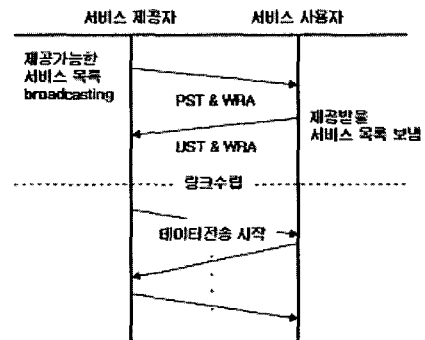 서비스 제공자
서비스 사용자
제공가능한
서비스 목록
broadcasting
PST & WRA
제공받을
서비스 목록 보냄
UST & WRA
링크수립
데이터전송 시작